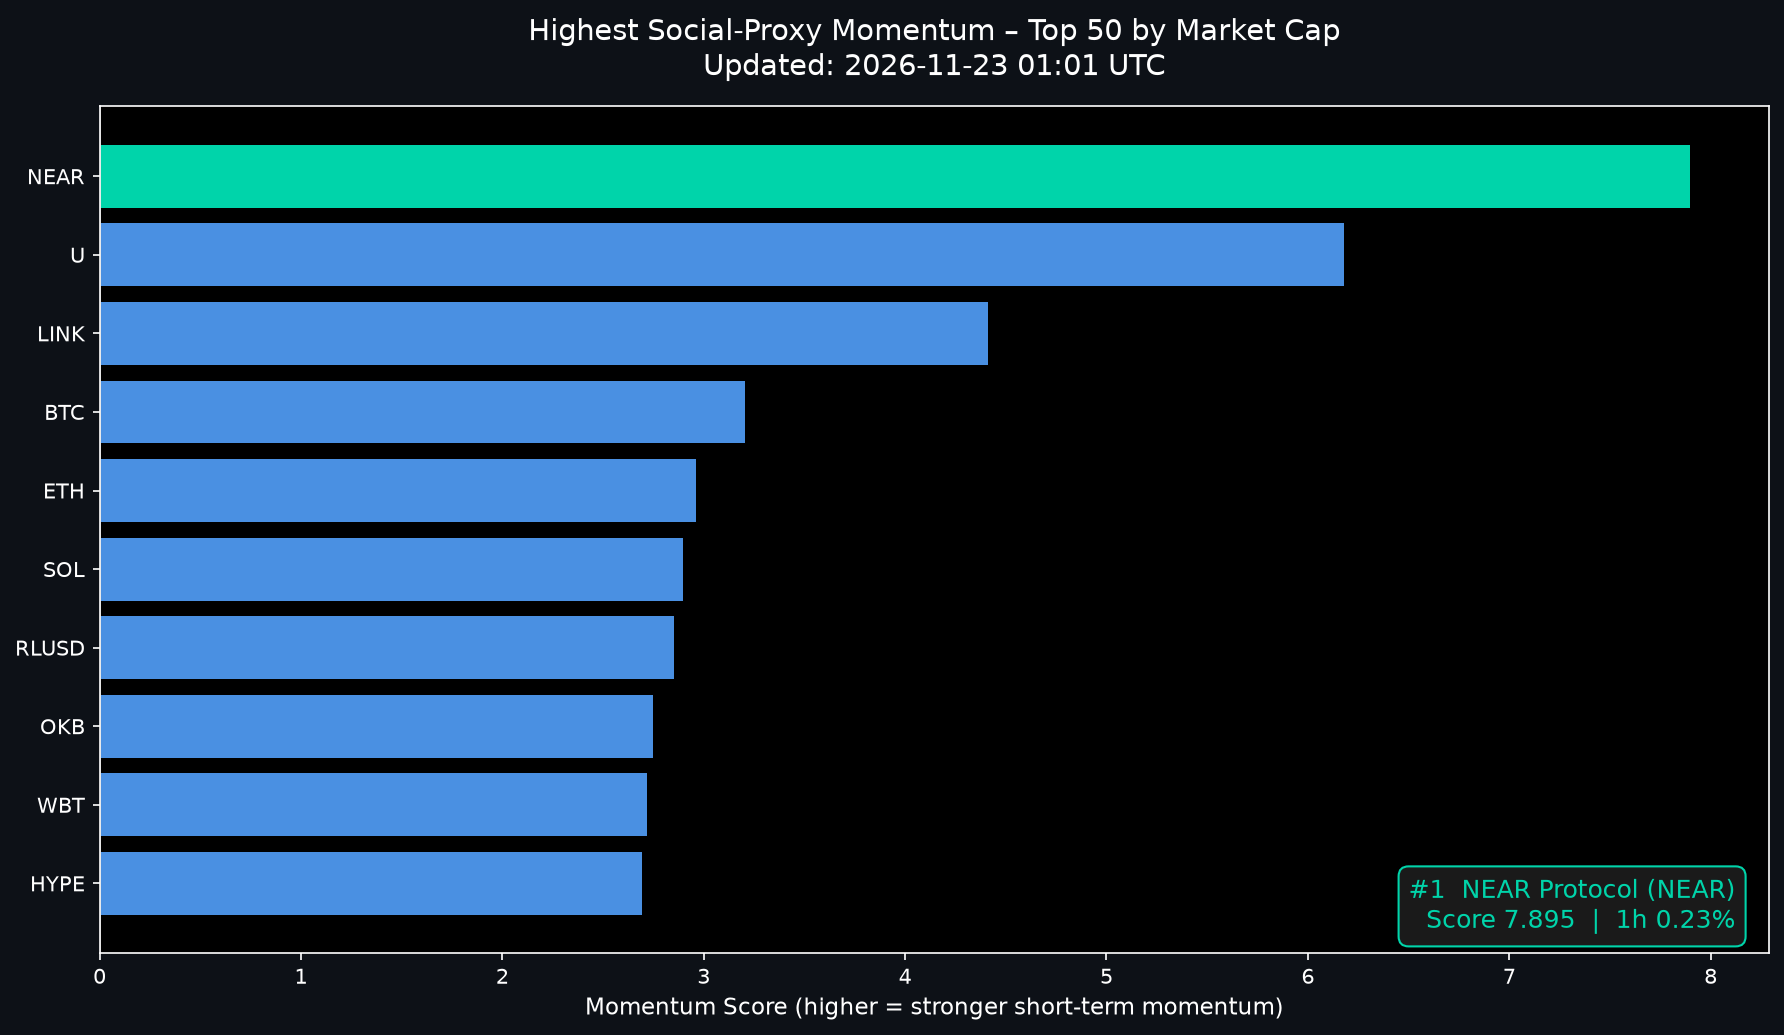 Highest Social-Proxy Momentum – Top 50 by Market Cap
Updated: 2026-11-23 01:01 UTC
NEAR
U
LINK
BTC
ETH
SOL
RLUSD
OKB
WBT
HYPE
#1  NEAR Protocol (NEAR)
Score 7.895  |  1h 0.23%
0 1 2 3 4 5 6 7 8
Momentum Score (higher = stronger short-term momentum)